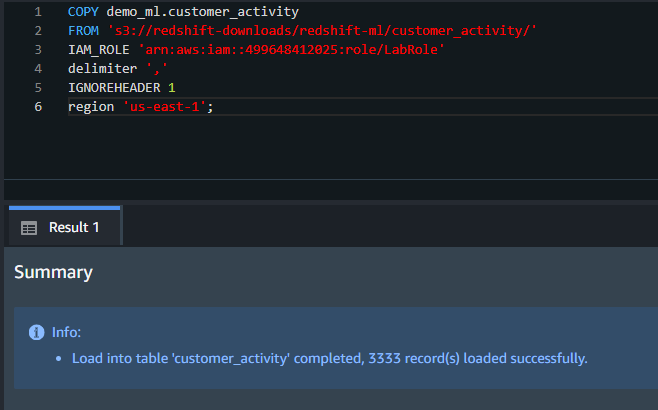 1 COPY demo_ml.customer_activity
2 FROM 's3://redshift-downloads/redshift-ml/customer_activity/'
3 IAM_ROLE 'arn:aws:iam::499648412025:role/LabRole'
4 delimiter ','
5 IGNOREHEADER 1
6 region 'us-east-1';
Result 1
Summary
Info:
• Load into table 'customer_activity' completed, 3333 record(s) loaded successfully.